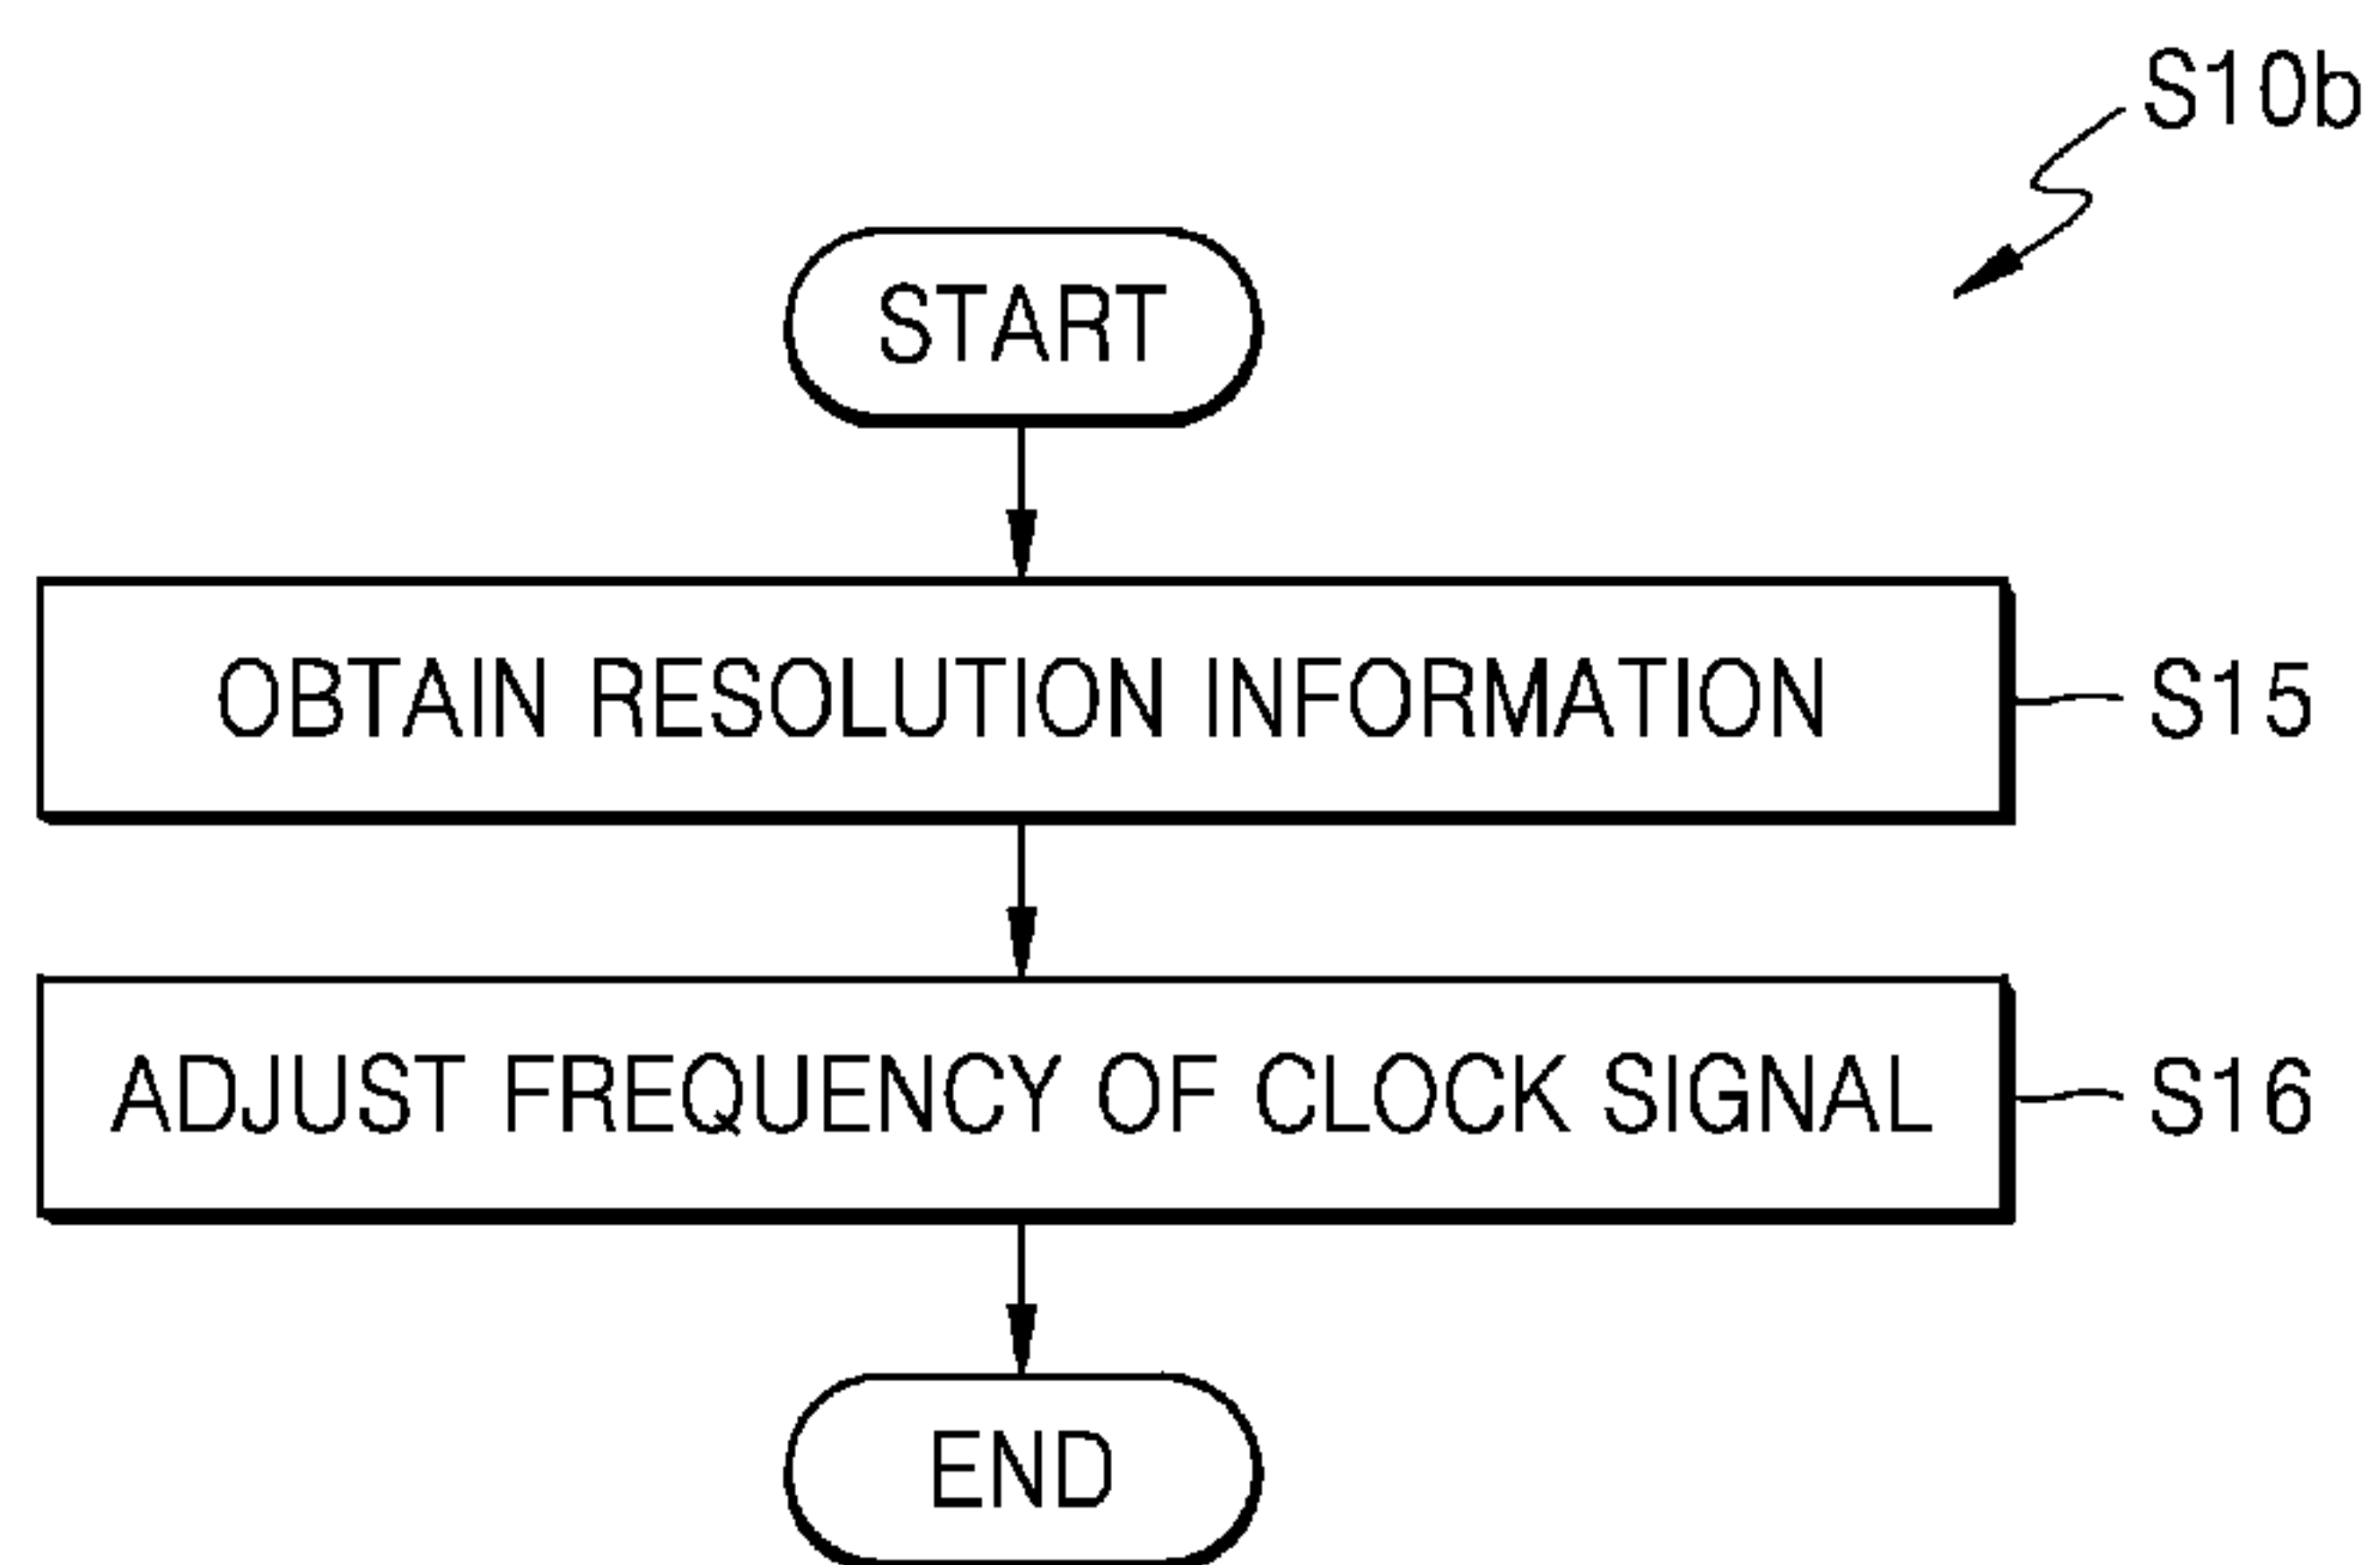 S10b
START
OBTAIN RESOLUTION INFORMATION
S15
ADJUST FREQUENCY OF CLOCK SIGNAL
S16
END